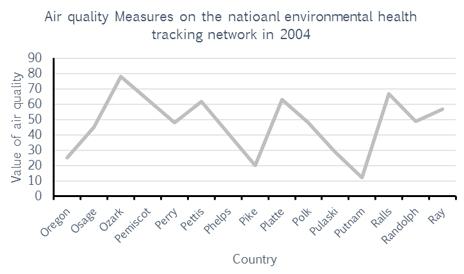 Air quality Measures on the natioanl environmental health
tracking network in 2004
Value of air quality
90
80
70
60
50
40
30
20
10
0
Oregon
Osage
Ozark
Pemiscot
Perry
Pettis
Phelps
Pike
Platte
Polk
Pulaski
Putnam
Ralls
Randolph
Ray
Country